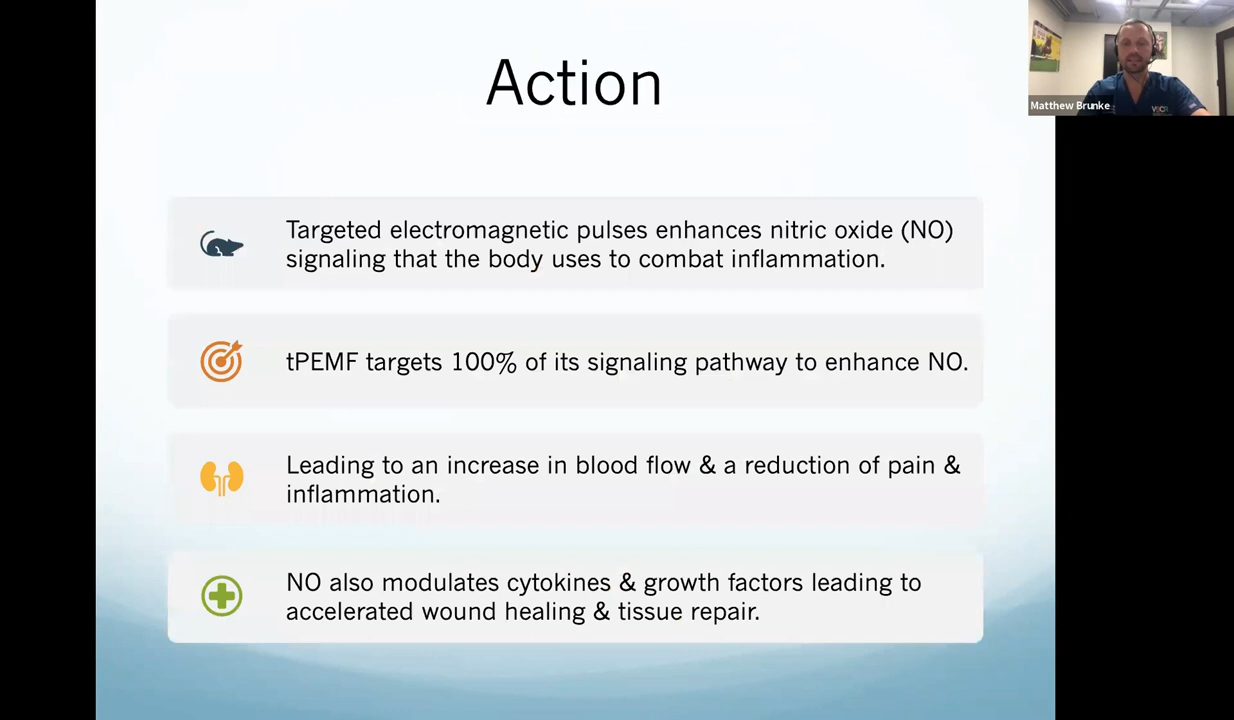 Action
Matthew Brunke
Targeted electromagnetic pulses enhances nitric oxide (NO)
signaling that the body uses to combat inflammation.
tPEMF targets 100% of its signaling pathway to enhance NO.
Leading to an increase in blood flow & a reduction of pain &
inflammation.
NO also modulates cytokines & growth factors leading to
accelerated wound healing & tissue repair.